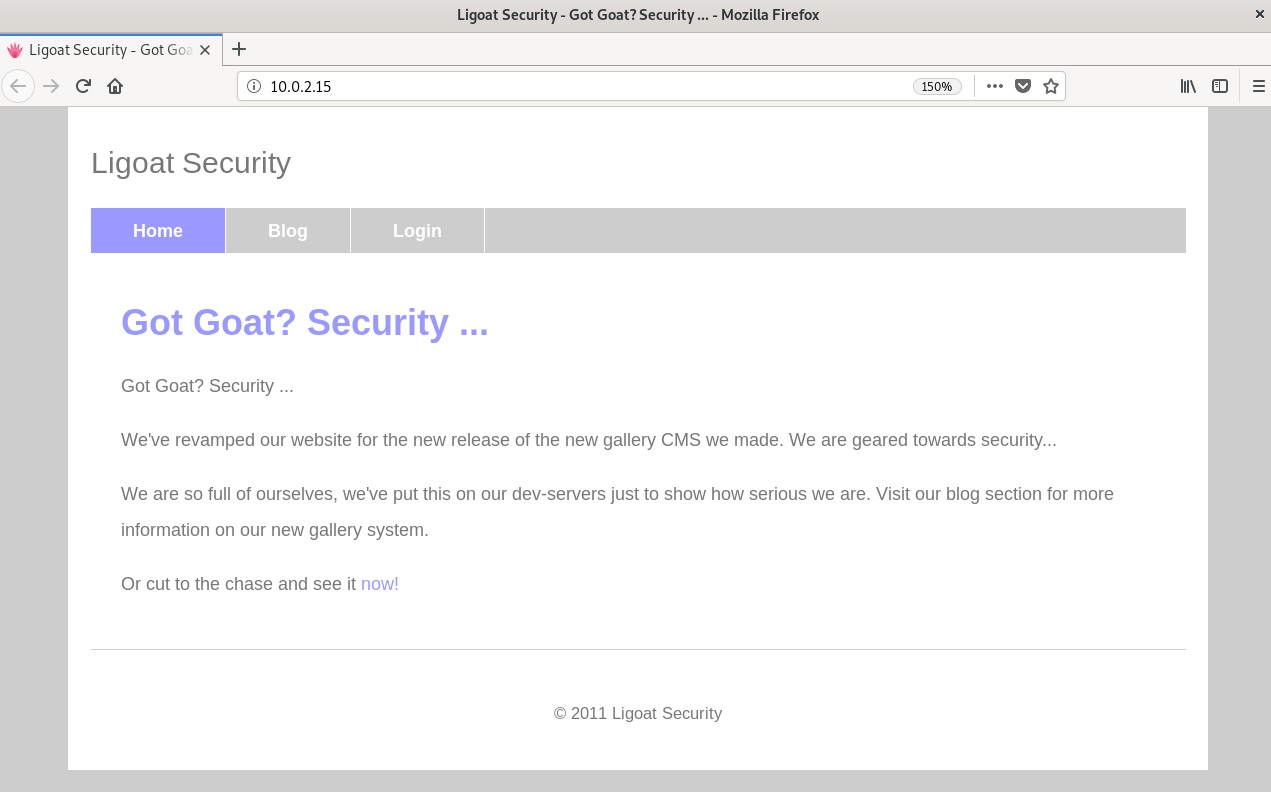 Ligoat Security - Got Goat? Security ... - Mozilla Firefox
Ligoat Security - Got Goa
10.0.2.15
150%
Ligoat Security
Home Blog Login
Got Goat? Security ...
Got Goat? Security ...
We've revamped our website for the new release of the new gallery CMS we made. We are geared towards security...
We are so full of ourselves, we've put this on our dev-servers just to show how serious we are. Visit our blog section for more
information on our new gallery system.
Or cut to the chase and see it now!
© 2011 Ligoat Security